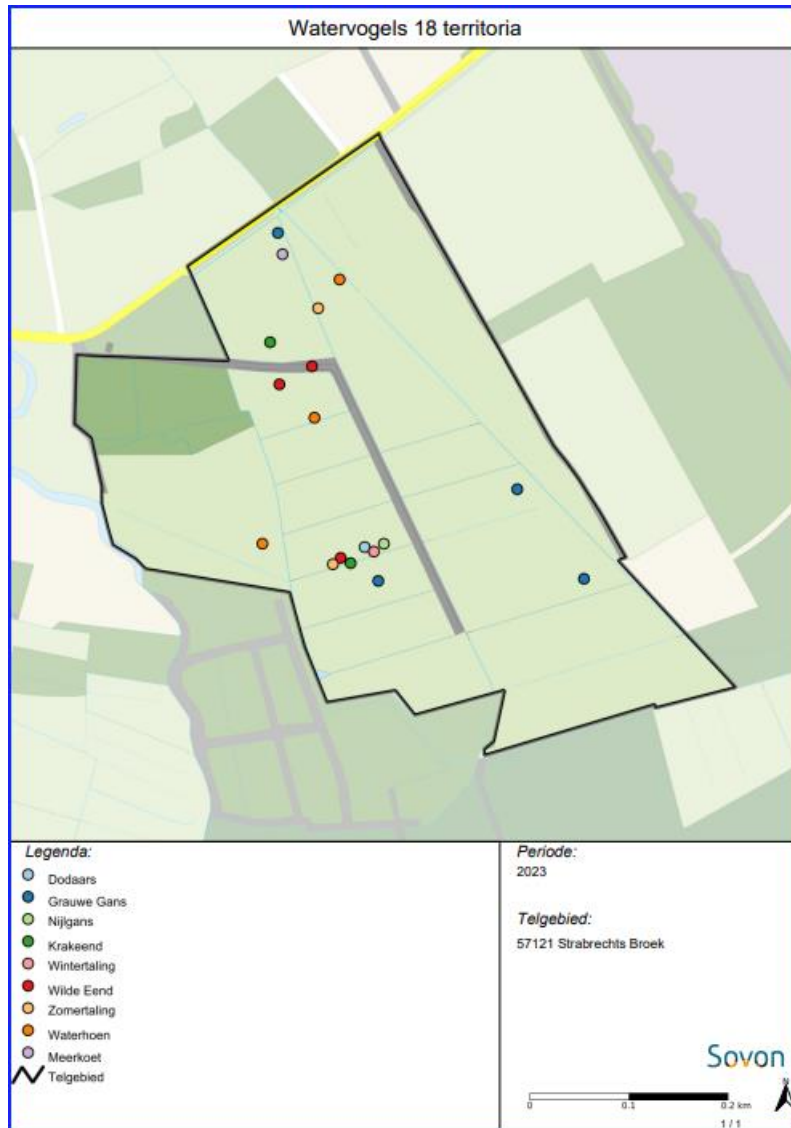 Watervogels 18 territoria
Legenda:
Dodaars
Grauwe Gans
Nijlgans
Krakeend
Wintertaling
Wilde Eend
Zomertaling
Waterhoen
Meerkoet
Telgebied
Periode:
2023
Telgebied:
57121 Strabrechts Broek
Sovon
N
0 0.1 0.2 km
1 / 1